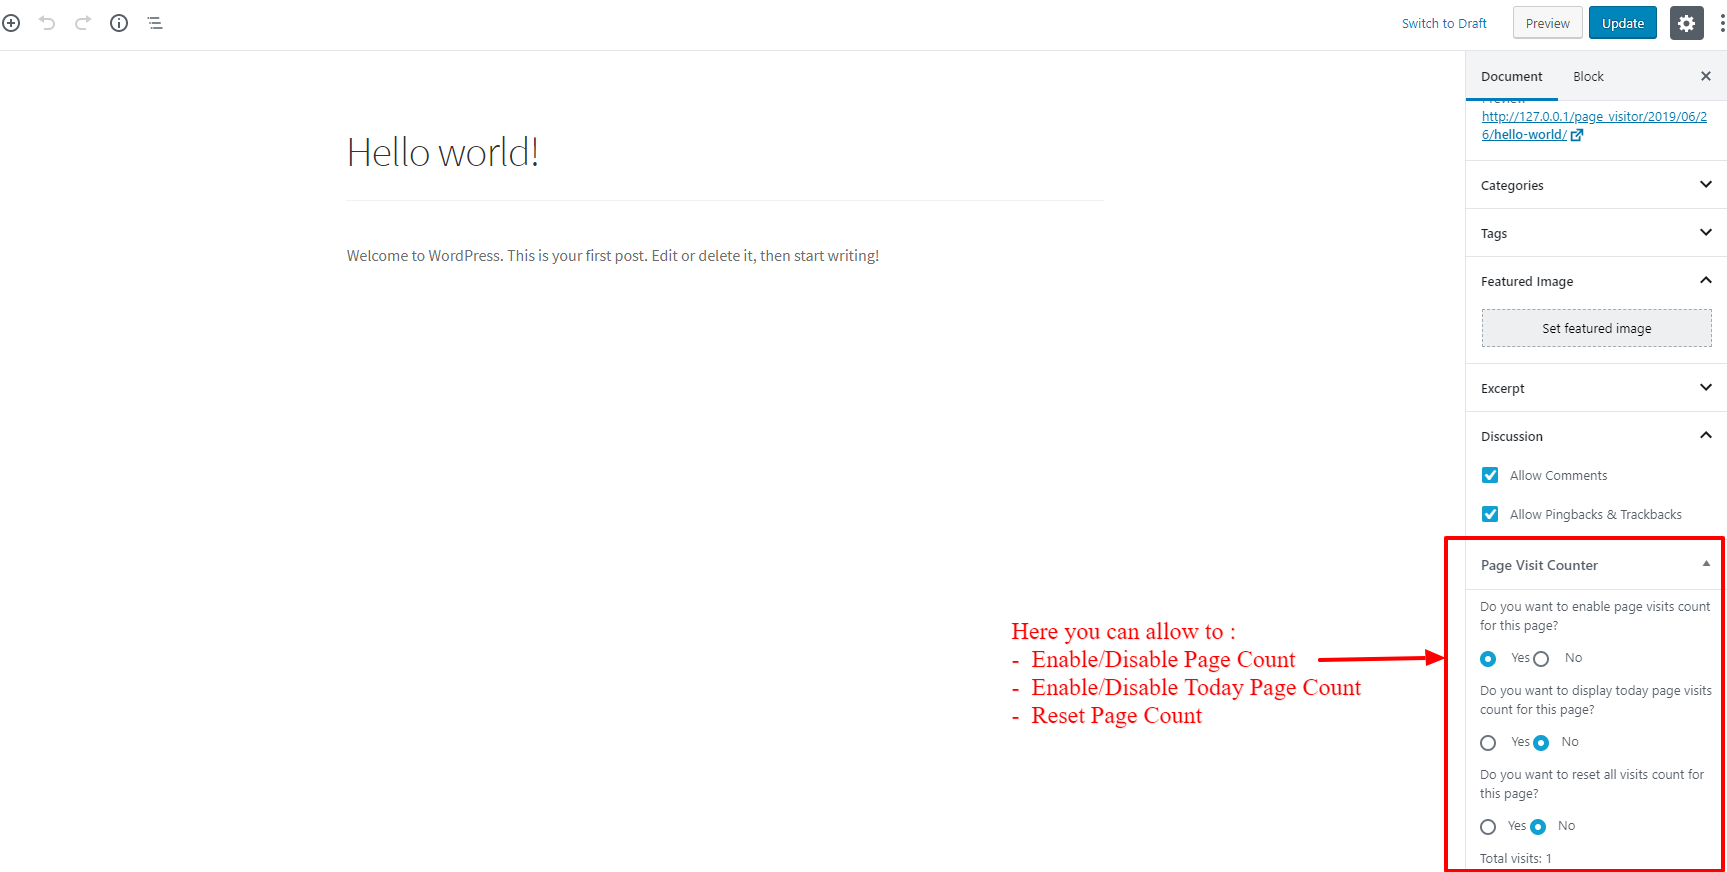 Switch to Draft
Preview
Update
Document
Block
Preview
http://127.0.0.1/page_visitor/2019/06/2
6/hello-world/
Hello world!
Categories
Tags
Welcome to WordPress. This is your first post. Edit or delete it, then start writing!
Featured Image
Set featured image
Excerpt
Discussion
Allow Comments
Allow Pingbacks & Trackbacks
Page Visit Counter
Do you want to enable page visits count
for this page?
Yes No
Do you want to display today page visits
count for this page?
Yes No
Do you want to reset all visits count for
this page?
Yes No
Total visits: 1
Here you can allow to :
- Enable/Disable Page Count
- Enable/Disable Today Page Count
- Reset Page Count